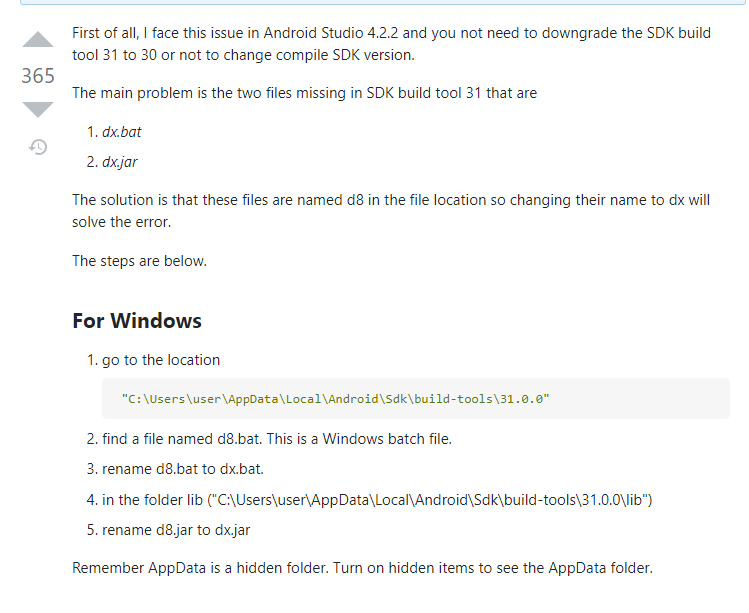 First of all, I face this issue in Android Studio 4.2.2 and you not need to downgrade the SDK build
tool 31 to 30 or not to change compile SDK version.
365
The main problem is the two files missing in SDK build tool 31 that are
1. dx.bat
2. dx.jar
The solution is that these files are named d8 in the file location so changing their name to dx will
solve the error.
The steps are below.
For Windows
1. go to the location
"C:\Users\user\AppData\Local\Android\Sdk\build-tools\31.0.0"
2. find a file named d8.bat. This is a Windows batch file.
3. rename d8.bat to dx.bat.
4. in the folder lib ("C:\Users\user\AppData\Local\Android\Sdk\build-tools\31.0.0\lib")
5. rename d8.jar to dx.jar
Remember AppData is a hidden folder. Turn on hidden items to see the AppData folder.